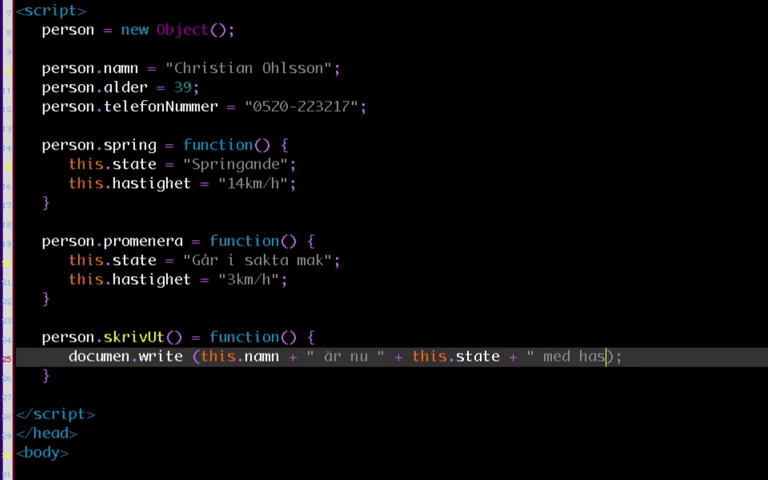 <script>
person = new Object();
person.namn = "Christian Ohlsson";
person.alder = 39;
person.telefonNummer = "0520-223217";
person.spring = function() {
this.state = "Springande";
this.hastighet = "14km/h";
}
person.promenera = function() {
this.state = "Går i sakta mak";
this.hastighet = "3km/h";
}
person.skrivUt() = function() {
25 documen.write (this.namn + " är nu " + this.state + " med has);
}
</script>
</head>
<body>